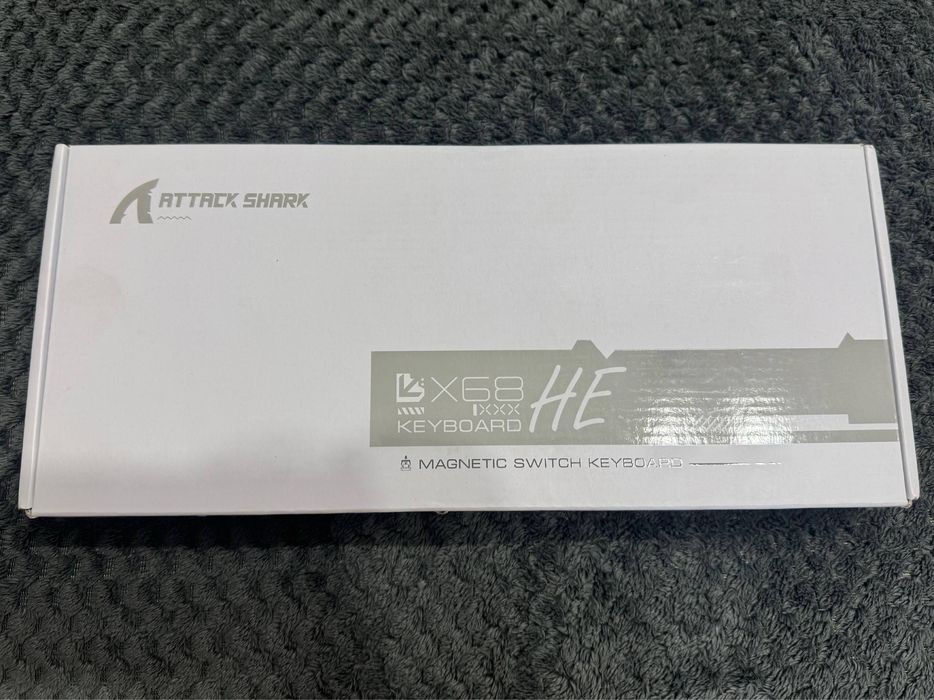 ATTACK SHARK
X68 HE
KEYBOARD
MAGNETIC SWITCH KEYBOARD